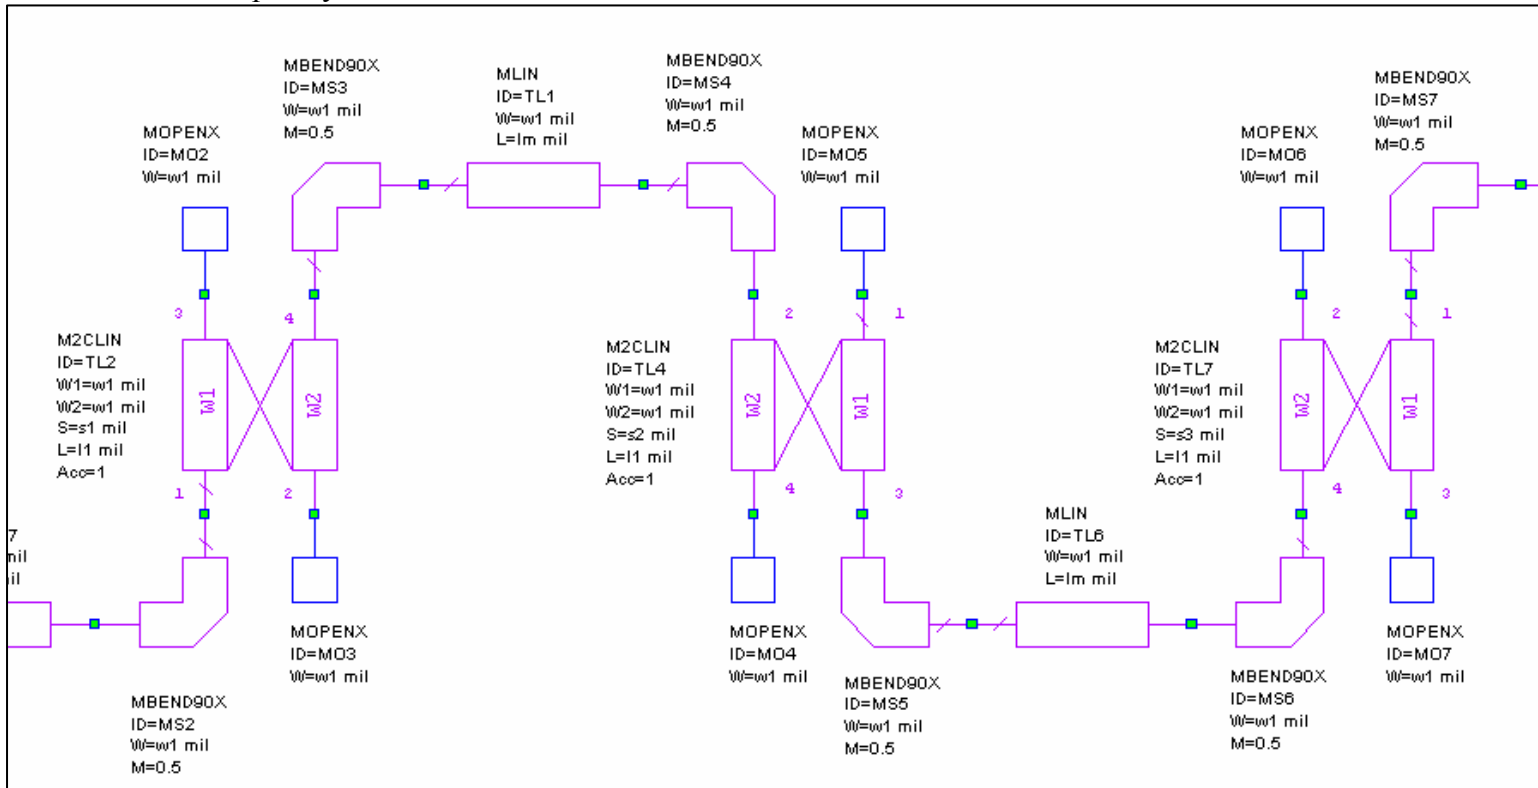 MBEND90X
ID=MS3
W=w1 mil
M=0.5
MLIN
ID=TL1
W=w1 mil
L=lm mil
MBEND90X
ID=MS4
W=w1 mil
M=0.5
MBEND90X
ID=MS7
W=w1 mil
M=0.5
MOPENX
ID=MO2
W=w1 mil
MOPENX
ID=MO5
W=w1 mil
MOPENX
ID=MO6
W=w1 mil
3
4
2
1
2
1
M2CLIN
ID=TL2
W1=w1 mil
W2=w1 mil
S=s1 mil
L=l1 mil
Acc=1
W1
W2
M2CLIN
ID=TL4
W1=w1 mil
W2=w1 mil
S=s2 mil
L=l1 mil
Acc=1
W2
W1
M2CLIN
ID=TL7
W1=w1 mil
W2=w1 mil
S=s3 mil
L=l1 mil
Acc=1
W2
W1
1
2
4
3
4
3
7
mil
il
MLIN
ID=TL6
W=w1 mil
L=lm mil
MOPENX
ID=MO3
W=w1 mil
MOPENX
ID=MO4
W=w1 mil
MOPENX
ID=MO7
W=w1 mil
MBEND90X
ID=MS2
W=w1 mil
M=0.5
MBEND90X
ID=MS5
W=w1 mil
M=0.5
MBEND90X
ID=MS6
W=w1 mil
M=0.5